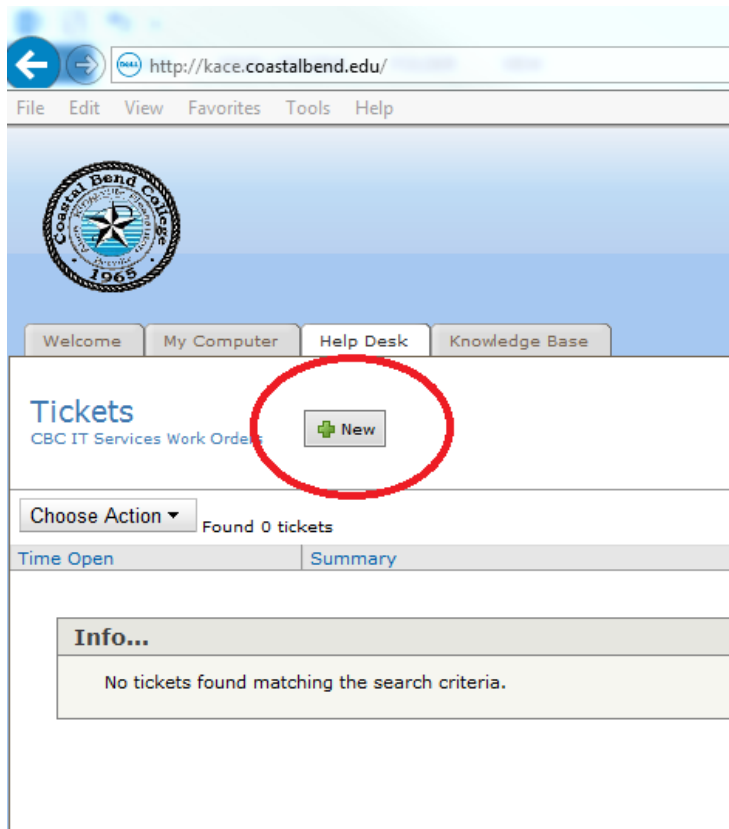 DELL http://kace.coastalbend.edu/
File Edit View Favorites Tools Help
Coastal Bend College
1965
Welcome My Computer Help Desk Knowledge Base
Tickets
New
CBC IT Services Work Orders
Choose Action Found 0 tickets
Time Open Summary
Info...
No tickets found matching the search criteria.